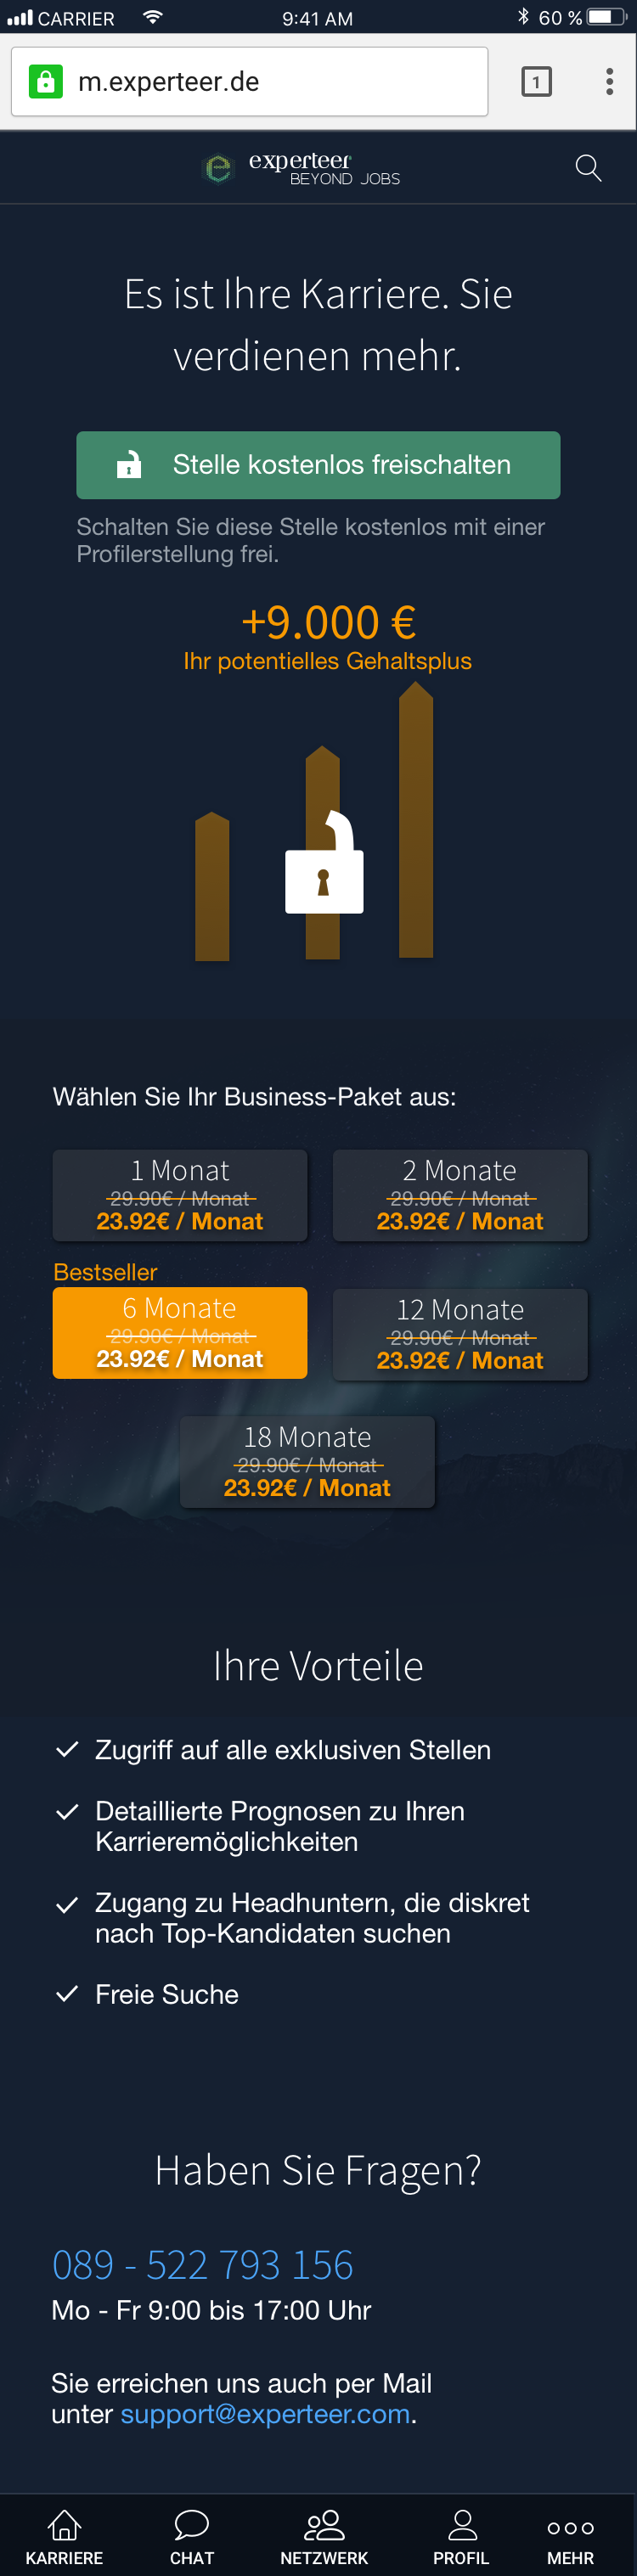 CARRIER 9:41 AM 60 %
m.experteer.de 1
experteer
BEYOND JOBS
Es ist Ihre Karriere. Sie
verdienen mehr.
Stelle kostenlos freischalten
Schalten Sie diese Stelle kostenlos mit einer
Profilerstellung frei.
+9.000 €
Ihr potentielles Gehaltsplus
Wählen Sie Ihr Business-Paket aus:
1 Monat
29.90€ / Monat
23.92€ / Monat
2 Monate
29.90€ / Monat
23.92€ / Monat
Bestseller
6 Monate
29.90€ / Monat
23.92€ / Monat
12 Monate
29.90€ / Monat
23.92€ / Monat
18 Monate
29.90€ / Monat
23.92€ / Monat
Ihre Vorteile
Zugriff auf alle exklusiven Stellen
Detaillierte Prognosen zu Ihren
Karrieremöglichkeiten
Zugang zu Headhuntern, die diskret
nach Top-Kandidaten suchen
Freie Suche
Haben Sie Fragen?
089 - 522 793 156
Mo - Fr 9:00 bis 17:00 Uhr
Sie erreichen uns auch per Mail
unter support@experteer.com.
KARRIERE CHAT NETZWERK PROFIL MEHR